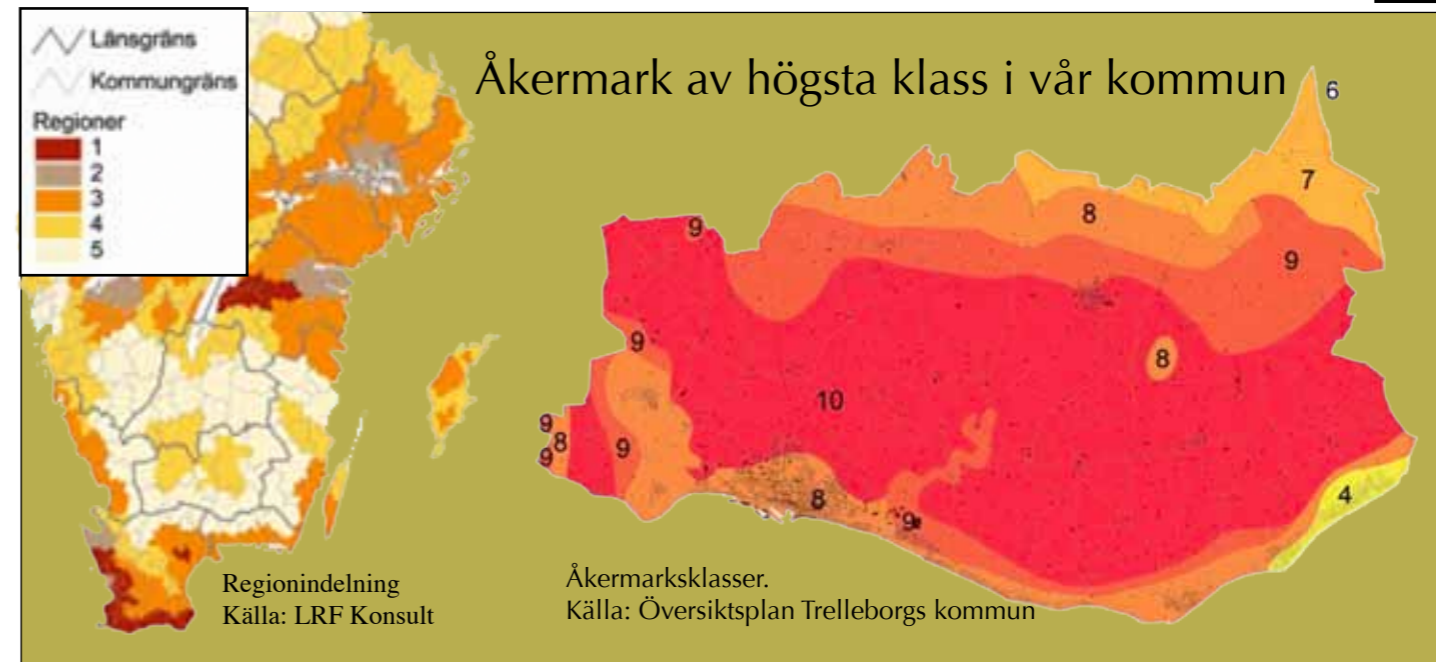 Länsgräns
Kommungräns
Regioner
1
2
3
4
5
Åkermark av högsta klass i vår kommun
6
7
8
9
9
9
8
10
9
8
9
9
8
9
4
Regionindelning
Källa: LRF Konsult
Åkermarksklasser.
Källa: Översiktsplan Trelleborgs kommun